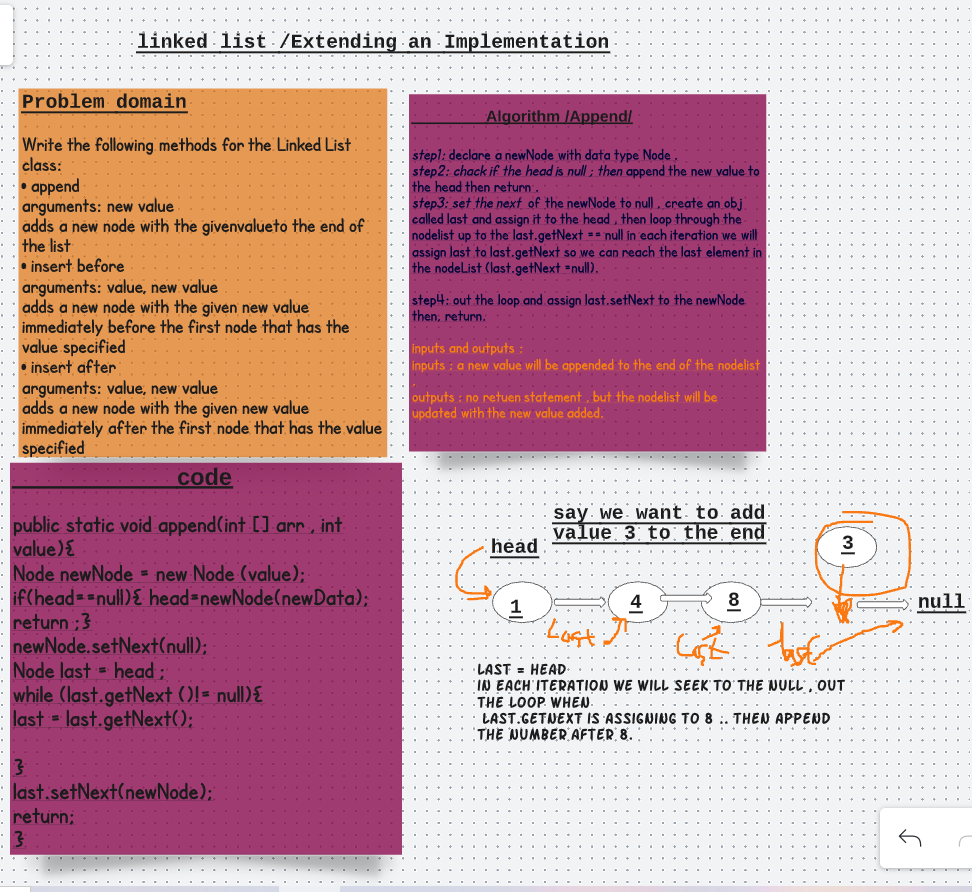 linked list /Extending an Implementation
Problem domain
Write the following methods for the Linked List
class:
• append
arguments: new value
adds a new node with the givenvalueto the end of
the list
• insert before
arguments: value, new value
adds a new node with the given new value
immediately before the first node that has the
value specified
• insert after
arguments: value, new value
adds a new node with the given new value
immediately after the first node that has the value
specified
Algorithm /Append/
step1: declare a newNode with data type Node .
step2: chack if the head is null ; then append the new value to
the head then return .
step3: set the next of the newNode to null , create an obj
called last and assign it to the head , then loop through the
nodelist up to the last.getNext == null in each iteration we will
assign last to last.getNext so we can reach the last element in
the nodeList (last.getNext =null).
step4: out the loop and assign last.setNext to the newNode
then, return.
inputs and outputs :
inputs : a new value will be appended to the end of the nodelist
.
outputs : no retuen statement , but the nodelist will be
updated with the new value added.
code
public static void append(int [] arr , int
value){
Node newNode = new Node (value);
if(head==null){ head=newNode(newData);
return ;}
newNode.setNext(null);
Node last = head ;
while (last.getNext ()!= null){
last = last.getNext();
}
last.setNext(newNode);
return;
}
say we want to add
value 3 to the end
head
3
1
4
8
null
Last
Last
last
LAST = HEAD
IN EACH ITERATION WE WILL SEEK TO THE NULL , OUT
THE LOOP WHEN
LAST.GETNEXT IS ASSIGNING TO 8 .. THEN APPEND
THE NUMBER AFTER 8.